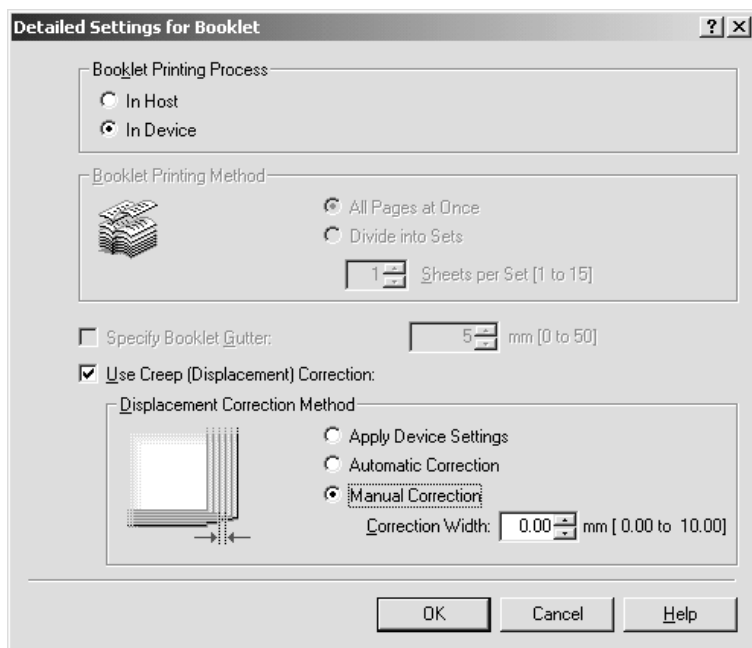 Detailed Settings for Booklet
Booklet Printing Process
In Host
In Device
Booklet Printing Method
All Pages at Once
Divide into Sets
1 Sheets per Set [1 to 15]
Specify Booklet Gutter: 5 mm [0 to 50]
Use Creep (Displacement) Correction:
Displacement Correction Method
Apply Device Settings
Automatic Correction
Manual Correction
Correction Width: 0.00 mm [ 0.00 to 10.00]
OK Cancel Help